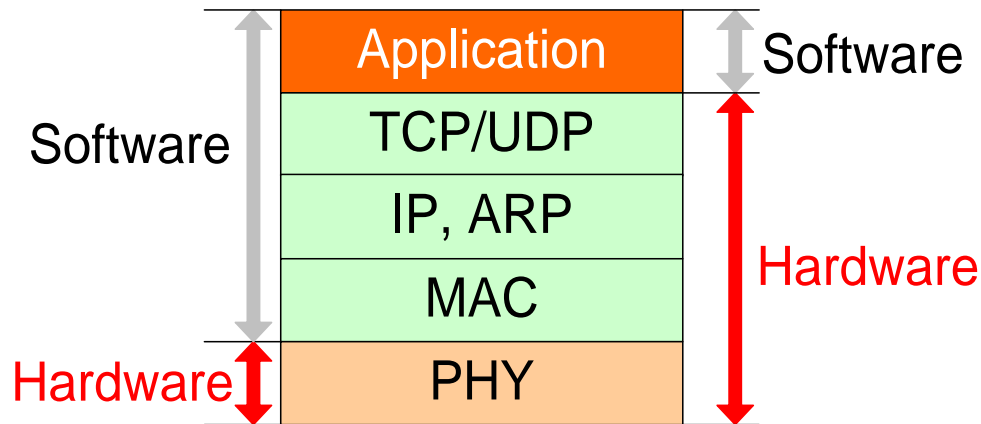 Application
Software
TCP/UDP
Software
IP, ARP
Hardware
MAC
Hardware
PHY